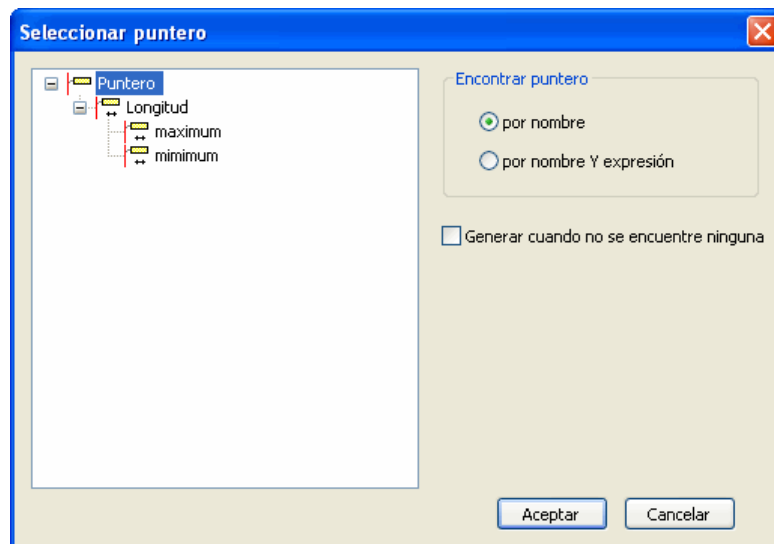 Seleccionar puntero
Puntero
Longitud
maximum
mimimum
Encontrar puntero
por nombre
por nombre Y expresión
Generar cuando no se encuentre ninguna
Aceptar
Cancelar